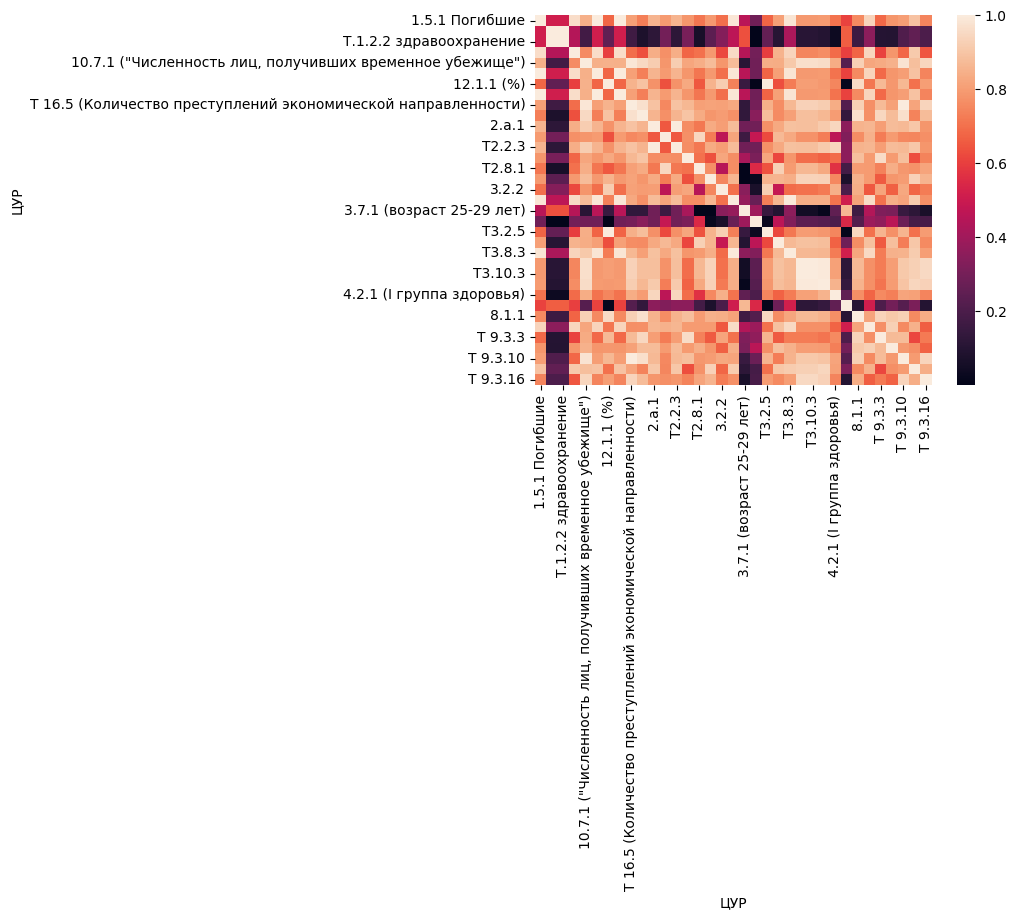 1.5.1 Погибшие
Т.1.2.2 здравоохранение
10.7.1 ("Численность лиц, получивших временное убежище")
12.1.1 (%)
Т 16.5 (Количество преступлений экономической направленности)
2.a.1
Т2.2.3
Т2.8.1
3.2.2
3.7.1 (возраст 25-29 лет)
Т3.2.5
Т3.8.3
Т3.10.3
4.2.1 (I группа здоровья)
8.1.1
Т 9.3.3
Т 9.3.10
Т 9.3.16
ЦУР
1.0
0.8
0.6
0.4
0.2
1.5.1 Погибшие
Т.1.2.2 здравоохранение
10.7.1 ("Численность лиц, получивших временное убежище")
12.1.1 (%)
Т 16.5 (Количество преступлений экономической направленности)
2.a.1
Т2.2.3
Т2.8.1
3.2.2
3.7.1 (возраст 25-29 лет)
Т3.2.5
Т3.8.3
Т3.10.3
4.2.1 (I группа здоровья)
8.1.1
Т 9.3.3
Т 9.3.10
Т 9.3.16
ЦУР